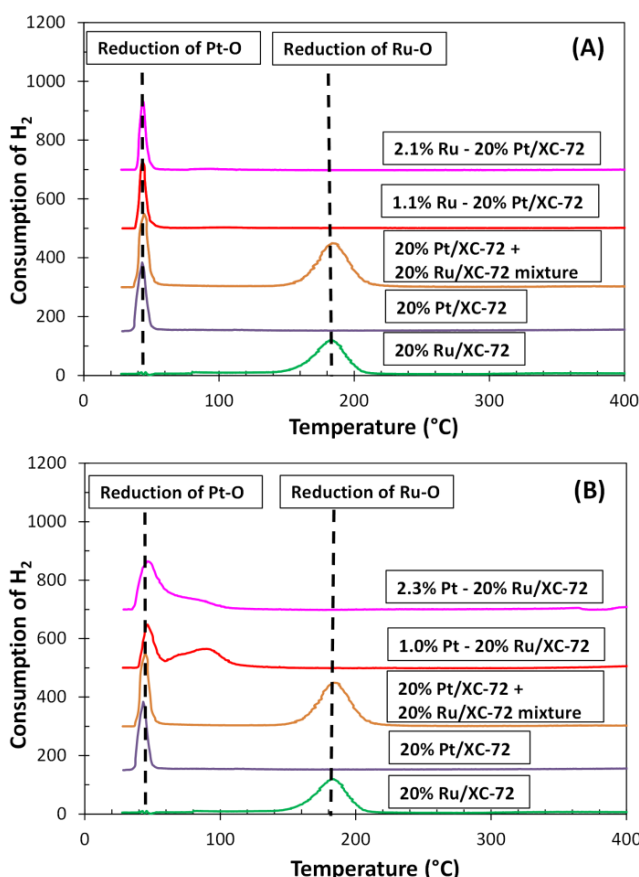 1200
Reduction of Pt-O
Reduction of Ru-O
(A)
1000
800
2.1% Ru - 20% Pt/XC-72
600
1.1% Ru - 20% Pt/XC-72
400
20% Pt/XC-72 +
20% Ru/XC-72 mixture
200
20% Pt/XC-72
20% Ru/XC-72
0
Consumption of H2
0 100 200 300 400
Temperature (°C)
1200
Reduction of Pt-O
Reduction of Ru-O
(B)
1000
800
2.3% Pt - 20% Ru/XC-72
600
1.0% Pt - 20% Ru/XC-72
400
20% Pt/XC-72 +
20% Ru/XC-72 mixture
200
20% Pt/XC-72
20% Ru/XC-72
0
Consumption of H2
0 100 200 300 400
Temperature (°C)